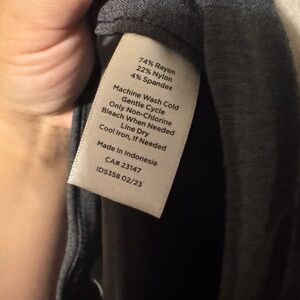 74% Rayon
22% Nylon
4% Spandex
Machine Wash Cold
Gentle Cycle
Only Non-Chlorine
Bleach When Needed
Line Dry
Cool Iron, If Needed
Made in Indonesia
CA# 23147
ID5358 02/23